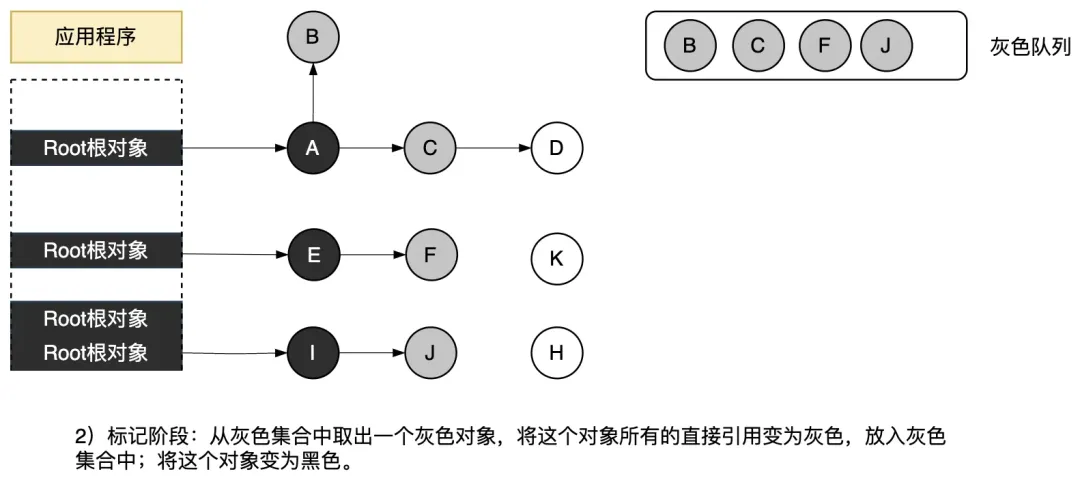 应用程序
B
B C F J
灰色队列
Root根对象
A
C
D
Root根对象
E
F
K
Root根对象
Root根对象
I
J
H
2）标记阶段：从灰色集合中取出一个灰色对象，将这个对象所有的直接引用变为灰色，放入灰色
集合中；将这个对象变为黑色。